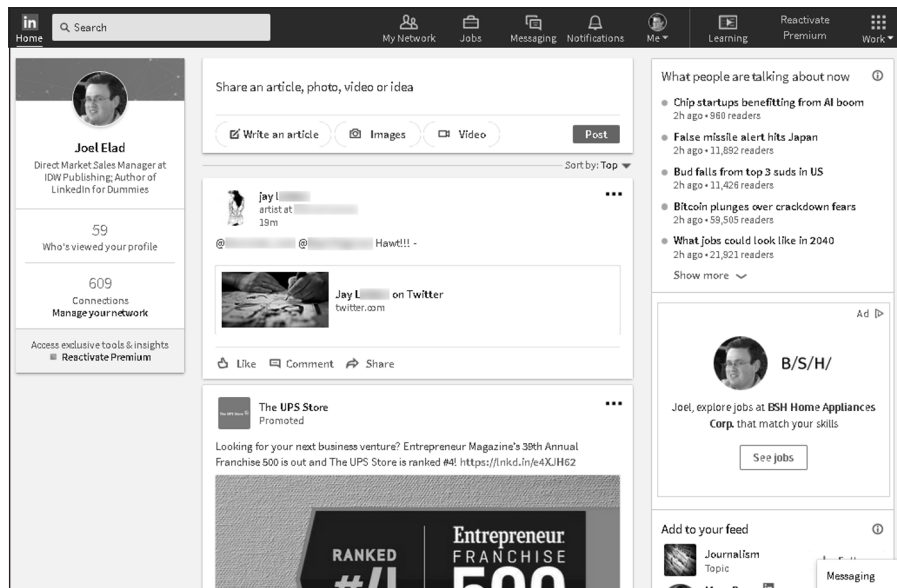 in
Home
Search
My Network
Jobs
Messaging
Notifications
Me
Learning
Reactivate
Premium
Work
Joel Elad
Direct Market Sales Manager at
IDW Publishing; Author of
LinkedIn for Dummies
59
Who's viewed your profile
609
Connections
Manage your network
Access exclusive tools & insights
Reactivate Premium
Share an article, photo, video or idea
Write an article
Images
Video
Post
Sort by: Top
jay l
artist at
19m
@ @ Hawt!!! -
Jay L on Twitter
twitter.com
Like
Comment
Share
The UPS Store
The UPS Store
Promoted
Looking for your next business venture? Entrepreneur Magazine's 39th Annual
Franchise 500 is out and The UPS Store is ranked #4! https://lnkd.in/e4XJH62
RANKED
#4
Entrepreneur
FRANCHISE
500
What people are talking about now
Chip startups benefitting from AI boom
2h ago • 960 readers
False missile alert hits Japan
2h ago • 11,892 readers
Bud falls from top 3 suds in US
2h ago • 11,426 readers
Bitcoin plunges over crackdown fears
2h ago • 59,505 readers
What jobs could look like in 2040
2h ago • 21,921 readers
Show more
Ad
B/S/H/
Joel, explore jobs at BSH Home Appliances
Corp. that match your skills
See jobs
Add to your feed
Journalism
Topic
Messaging